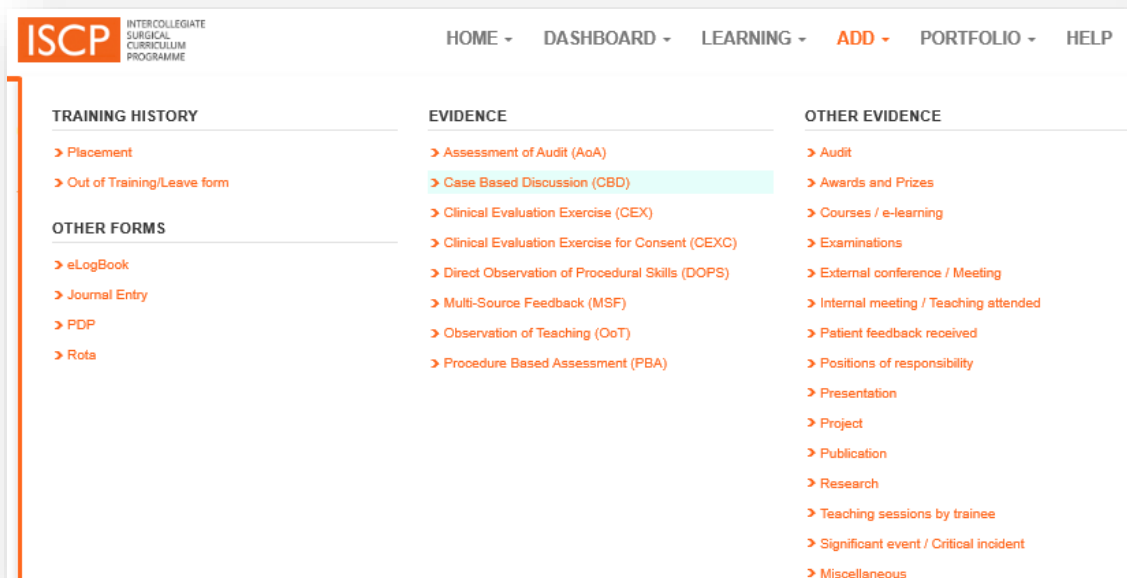 ISCP
INTERCOLLEGIATE
SURGICAL
CURRICULUM
PROGRAMME
HOME
DASHBOARD
LEARNING
ADD
PORTFOLIO
HELP
TRAINING HISTORY
Placement
Out of Training/Leave form
OTHER FORMS
eLogBook
Journal Entry
PDP
Rota
EVIDENCE
Assessment of Audit (AoA)
Case Based Discussion (CBD)
Clinical Evaluation Exercise (CEX)
Clinical Evaluation Exercise for Consent (CEXC)
Direct Observation of Procedural Skills (DOPS)
Multi-Source Feedback (MSF)
Observation of Teaching (OoT)
Procedure Based Assessment (PBA)
OTHER EVIDENCE
Audit
Awards and Prizes
Courses / e-learning
Examinations
External conference / Meeting
Internal meeting / Teaching attended
Patient feedback received
Positions of responsibility
Presentation
Project
Publication
Research
Teaching sessions by trainee
Significant event / Critical incident
Miscellaneous